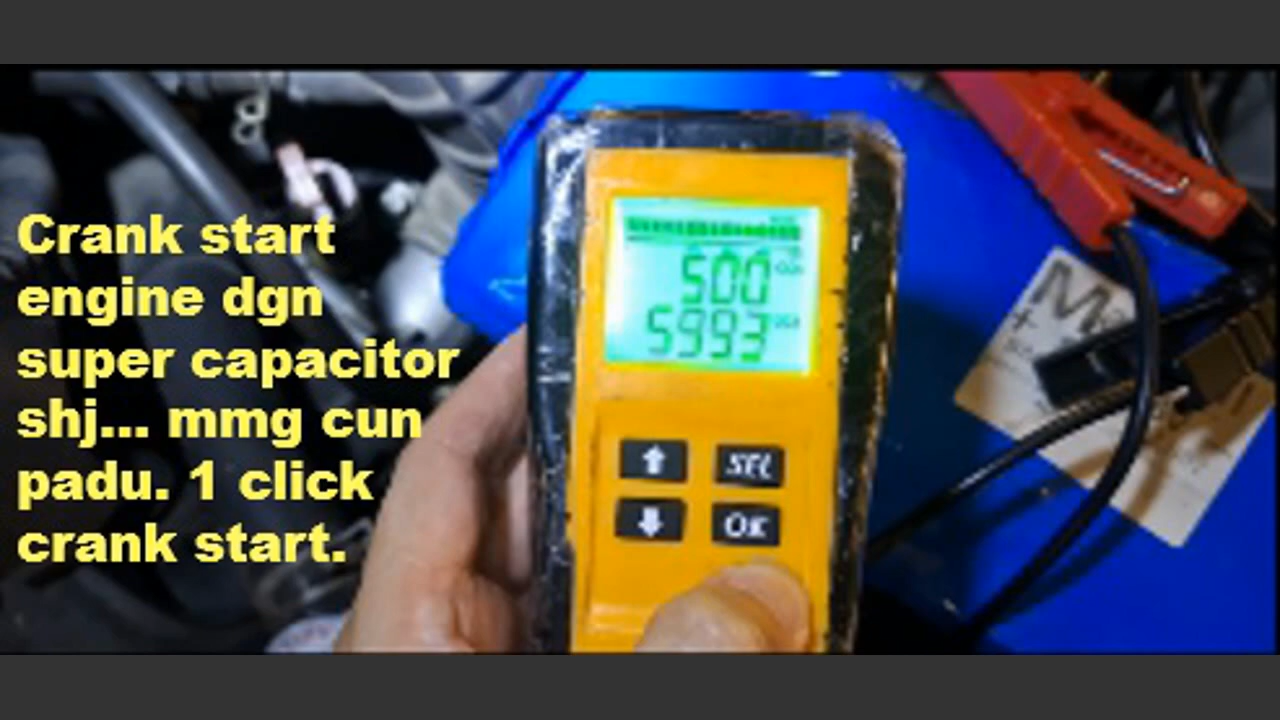 Crank start
engine dgn
super capacitor
shj... mmg cun
padu. 1 click
crank start.
500
5993
SEL
OK